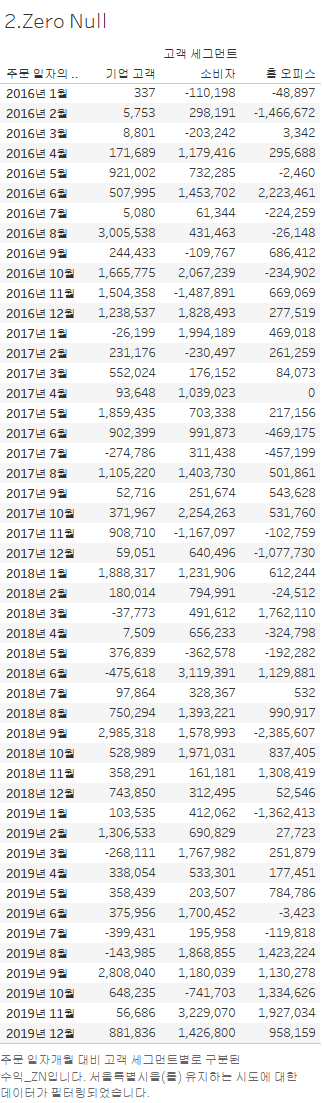 2.Zero Null
고객 세그먼트
주문 일자의 .. 기업 고객 소비자 홈 오피스
2016년 1월 337 -110,198 -48,897
2016년 2월 5,753 298,191 -1,466,672
2016년 3월 8,801 -203,242 3,342
2016년 4월 171,689 1,179,416 295,688
2016년 5월 921,002 732,285 -2,460
2016년 6월 507,995 1,453,702 2,223,461
2016년 7월 5,080 61,344 -224,259
2016년 8월 3,005,538 431,463 -26,148
2016년 9월 244,433 -109,767 686,412
2016년 10월 1,665,775 2,067,239 -234,902
2016년 11월 1,504,358 -1,487,891 669,069
2016년 12월 1,238,537 1,828,493 277,519
2017년 1월 -26,199 1,994,189 469,018
2017년 2월 231,176 -230,497 261,259
2017년 3월 552,024 176,152 84,073
2017년 4월 93,648 1,039,023 0
2017년 5월 1,859,435 703,338 217,156
2017년 6월 902,399 991,873 -469,175
2017년 7월 -274,786 311,438 -457,199
2017년 8월 1,105,220 1,403,730 501,861
2017년 9월 52,716 251,674 543,628
2017년 10월 371,967 2,254,263 531,760
2017년 11월 908,710 -1,167,097 -102,759
2017년 12월 59,051 640,496 -1,077,730
2018년 1월 1,888,317 1,231,906 612,244
2018년 2월 180,014 794,991 -24,512
2018년 3월 -37,773 491,612 1,762,110
2018년 4월 7,509 656,233 -324,798
2018년 5월 376,839 -362,578 -192,282
2018년 6월 -475,618 3,119,391 1,129,881
2018년 7월 97,864 328,367 532
2018년 8월 750,294 1,393,221 990,917
2018년 9월 2,985,318 1,578,993 -2,385,607
2018년 10월 528,989 1,971,031 837,405
2018년 11월 358,291 161,181 1,308,419
2018년 12월 743,850 312,495 52,546
2019년 1월 103,535 412,062 -1,362,413
2019년 2월 1,306,533 690,829 27,723
2019년 3월 -268,111 1,767,982 251,879
2019년 4월 338,054 533,301 177,451
2019년 5월 358,439 203,507 784,786
2019년 6월 375,956 1,700,452 -3,423
2019년 7월 -399,431 195,958 -119,818
2019년 8월 -143,985 1,868,855 1,423,224
2019년 9월 2,808,040 1,180,039 1,130,278
2019년 10월 648,235 -741,703 1,334,626
2019년 11월 56,686 3,229,070 1,927,034
2019년 12월 881,836 1,426,800 958,159
주문 일자개월 대비 고객 세그먼트별로 구분된
수익_ZN입니다. 서울특별시을(를) 유지하는 시도에 대한
데이터가 필터링되었습니다.